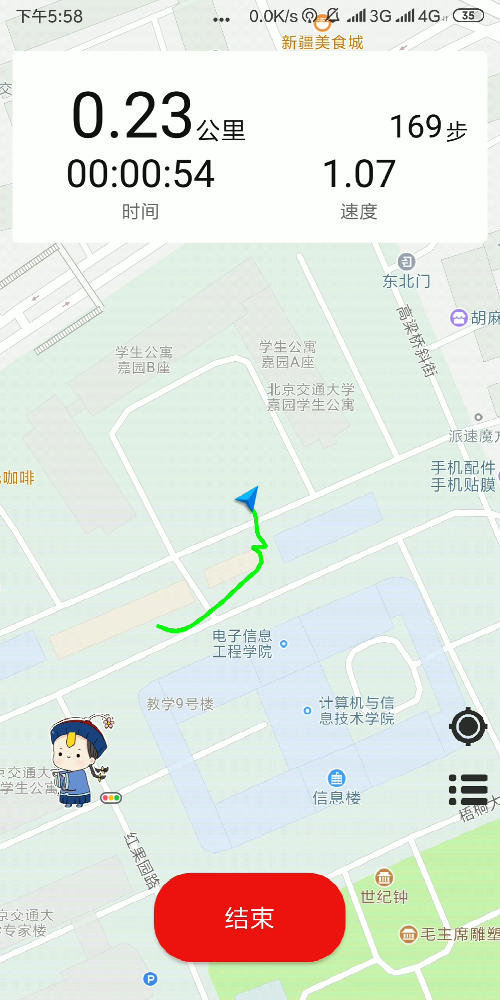 下午5:58
... 0.0K/s 3G 4G 35
新疆美食城
交
0.23公里
169步
00:00:54
1.07
时间
速度
东北门
胡麻
高梁桥斜街
学生公寓
嘉园B座
学生公寓
嘉园A座
北京交通大学
嘉园学生公寓
派速魔方
咖啡
手机配件
手机贴膜
电子信息
工程学院
教学9号楼
计算机与信
息技术学院
京交通大
学生公寓
信息楼
梧桐大
红果园路
世纪钟
结束
京交通大
专家楼
毛主席雕塑
P